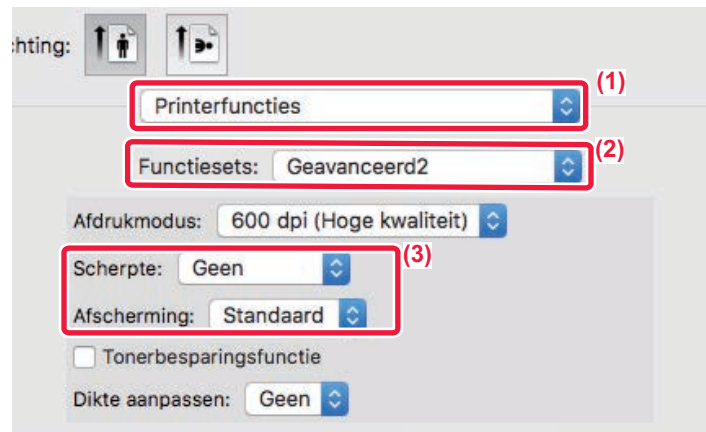 chting:
(1)
Printerfuncties
(2)
Functiesets: Geavanceerd2
Afdrukmodus: 600 dpi (Hoge kwaliteit)
(3)
Scherpte: Geen
Afscherming: Standaard
Tonerbesparingsfunctie
Dikte aanpassen: Geen